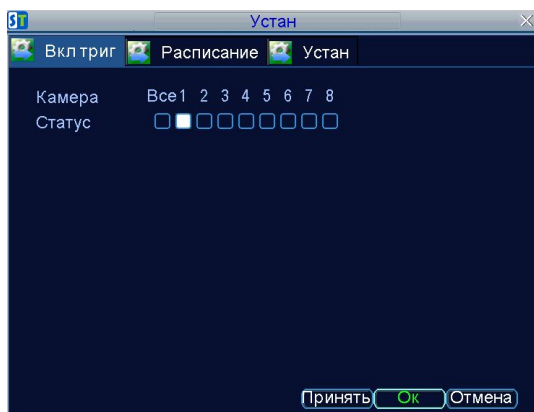 ST Устан
Вкл триг Расписание Устан
Камера Все 1 2 3 4 5 6 7 8
Статус
Принять Ок Отмена